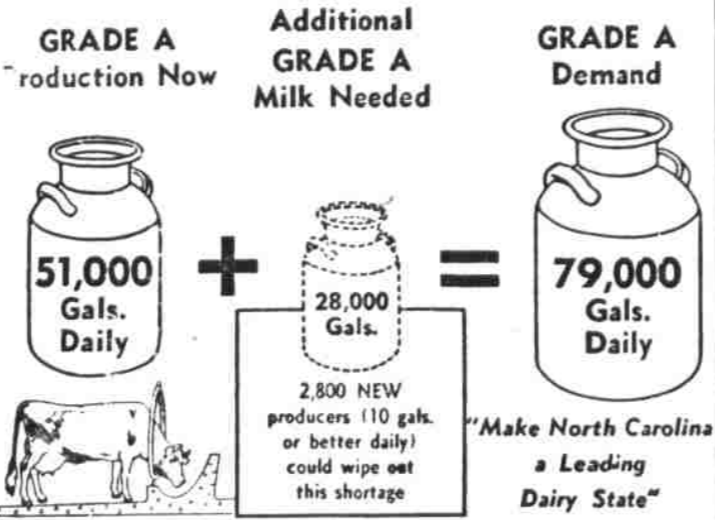 GRADE A
roduction Now
51,000
Gals.
Daily
+
Additional
GRADE A
Milk Needed
28,000
Gals.
2,800 NEW
producers (10 gals.
or better daily)
could wipe out
this shortage
=
GRADE A
Demand
79,000
Gals.
Daily
"Make North Carolina
a Leading
Dairy State"